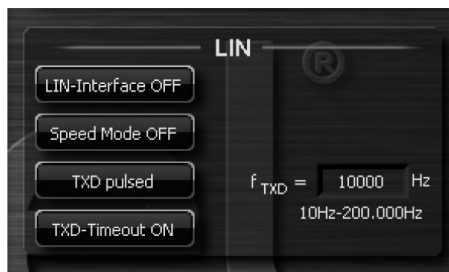 LIN
®
LIN-Interface OFF
Speed Mode OFF
TXD pulsed
f TXD = 10000 Hz
10Hz-200.000Hz
TXD-Timeout ON